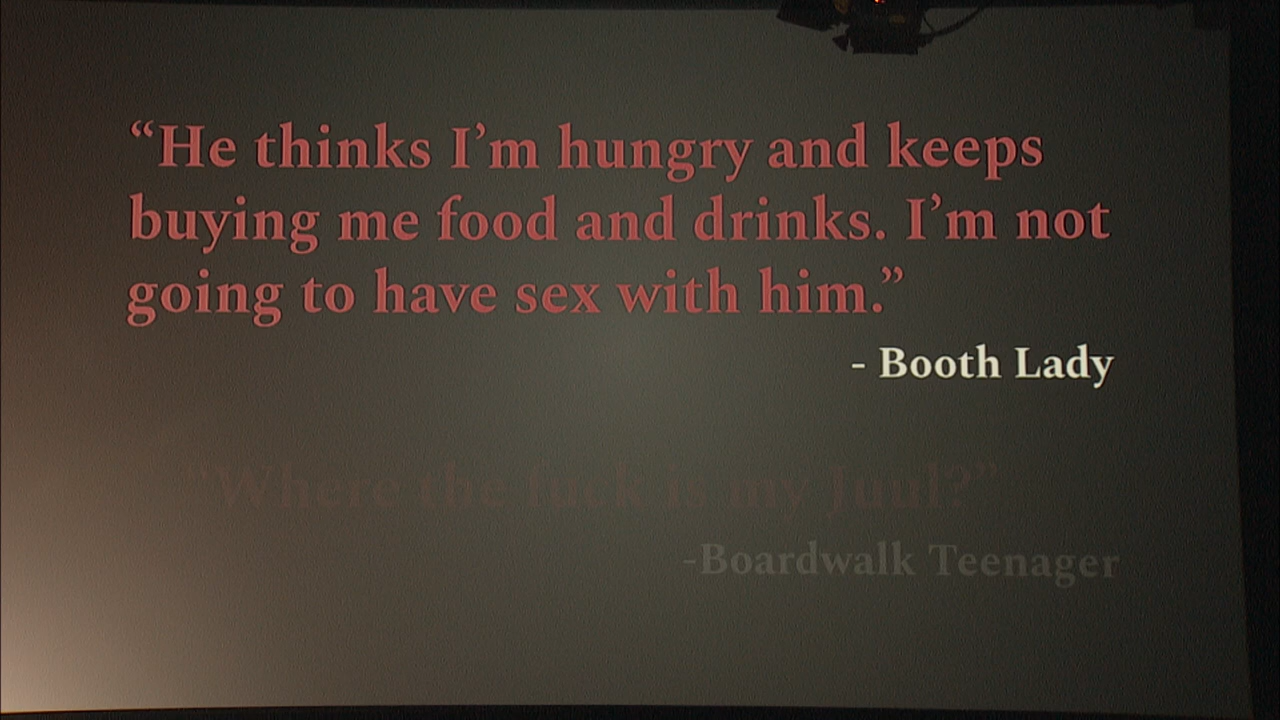 “He thinks I’m hungry and keeps
buying me food and drinks. I’m not
going to have sex with him.”
- Booth Lady
“Where the fuck is my Juul?”
-Boardwalk Teenager